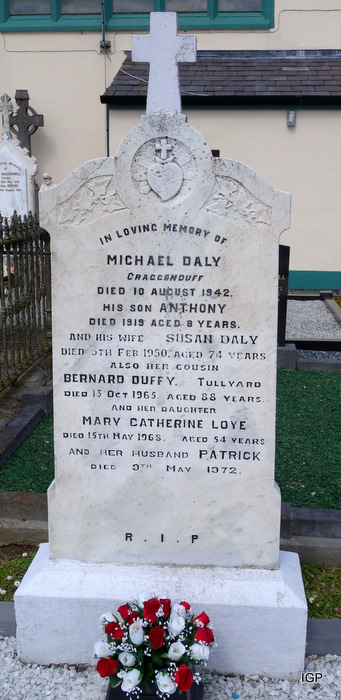 IN LOVING MEMORY OF
MICHAEL DALY
CRAGGENDUFF
DIED 10 AUGUST 1942.
HIS SON ANTHONY
DIED 1919 AGED 8 YEARS.
AND HIS WIFE SUSAN DALY
DIED 5TH FEB 1950, AGED 74 YEARS
ALSO HER COUSIN
BERNARD DUFFY, TULLYARD
DIED 13 OCT 1965 AGED 88 YEARS.
AND HER DAUGHTER
MARY CATHERINE LOYE
DIED 15TH MAY 1968. AGED 54 YEARS
AND HER HUSBAND PATRICK
DIED 9TH MAY 1972.
R. I. P
IGP